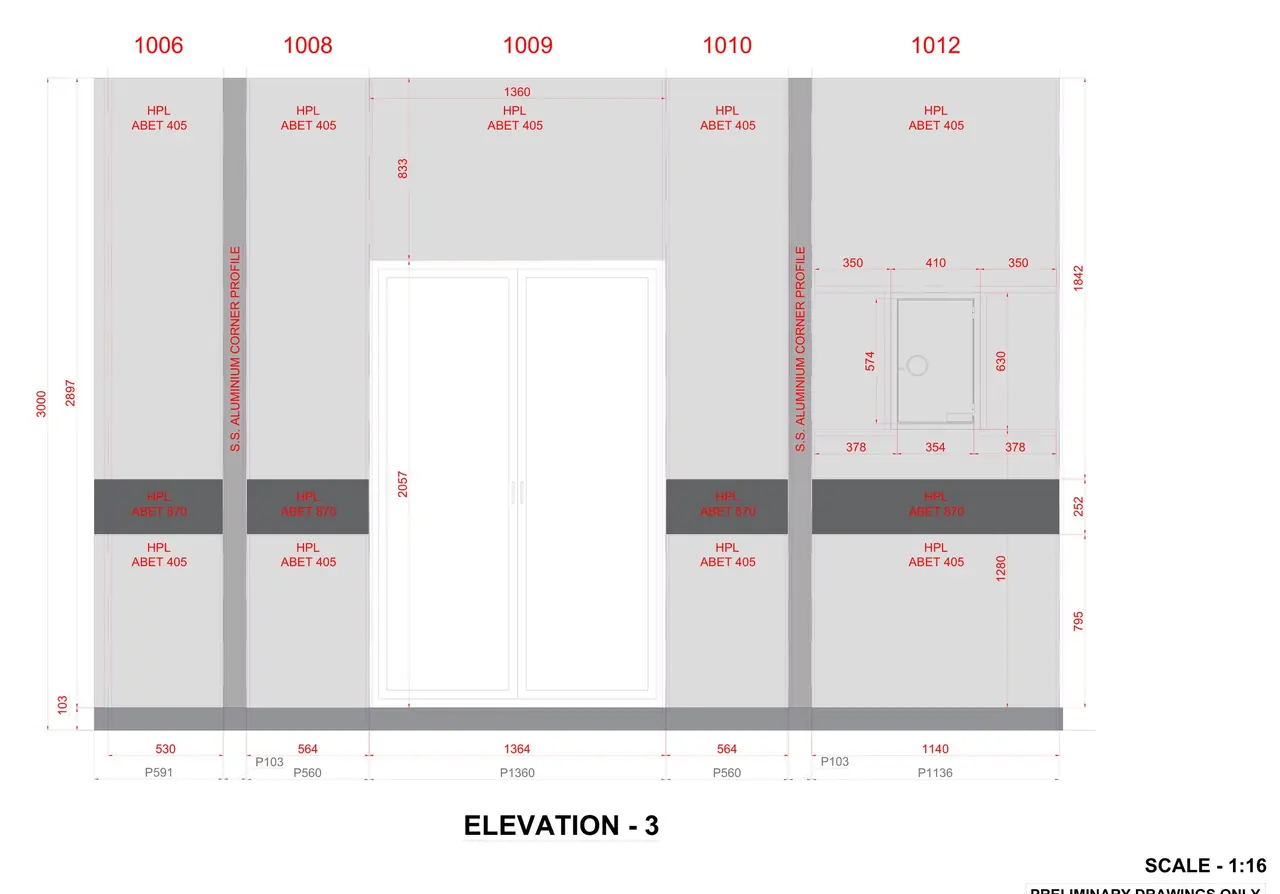 1006 1008 1009 1010 1012
1360
HPL HPL HPL HPL HPL
ABET 405 ABET 405 ABET 405 ABET 405 ABET 405
833
S.S. ALUMINIUM CORNER PROFILE
S.S. ALUMINIUM CORNER PROFILE
350 410 350
1842
574
630
3000
2897
378 354 378
2057
HPL HPL HPL HPL
ABET 870 ABET 870 ABET 870 ABET 870
252
HPL HPL HPL HPL
ABET 405 ABET 405 ABET 405 ABET 405
1280
795
103
530 564 1364 564 1140
P103 P103
P591 P560 P1360 P560 P1136
ELEVATION - 3
SCALE - 1:16
PRELIMINARY DRAWINGS ONLY